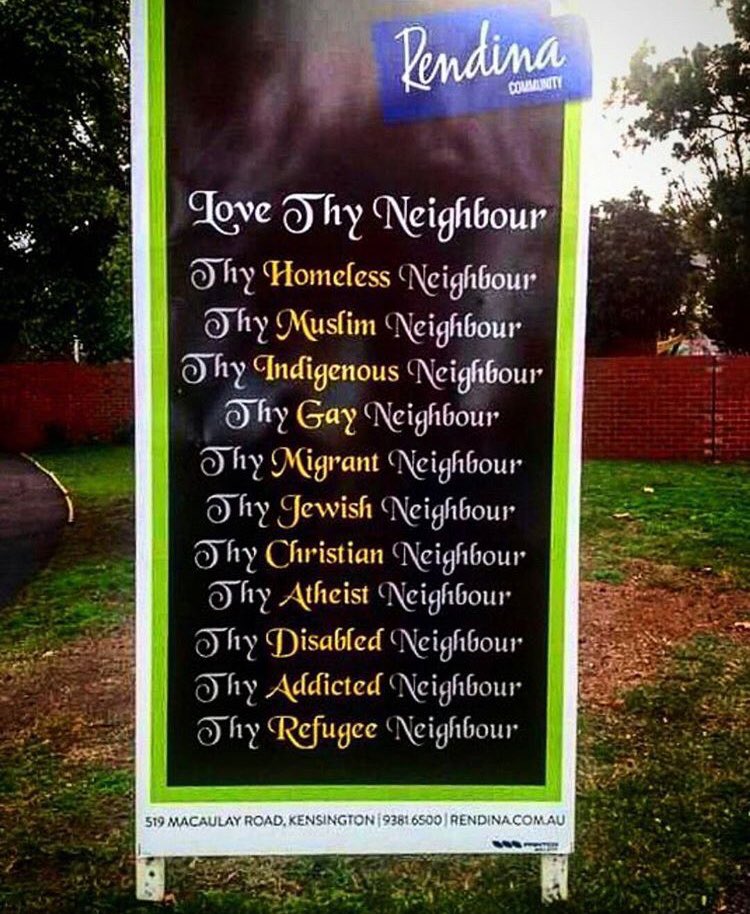 Rendina
COMMUNITY
Love Thy Neighbour
Thy Homeless Neighbour
Thy Muslim Neighbour
Thy Indigenous Neighbour
Thy Gay Neighbour
Thy Migrant Neighbour
Thy Jewish Neighbour
Thy Christian Neighbour
Thy Atheist Neighbour
Thy Disabled Neighbour
Thy Addicted Neighbour
Thy Refugee Neighbour
519 MACAULAY ROAD, KENSINGTON | 9381 6500 | RENDINA.COM.AU